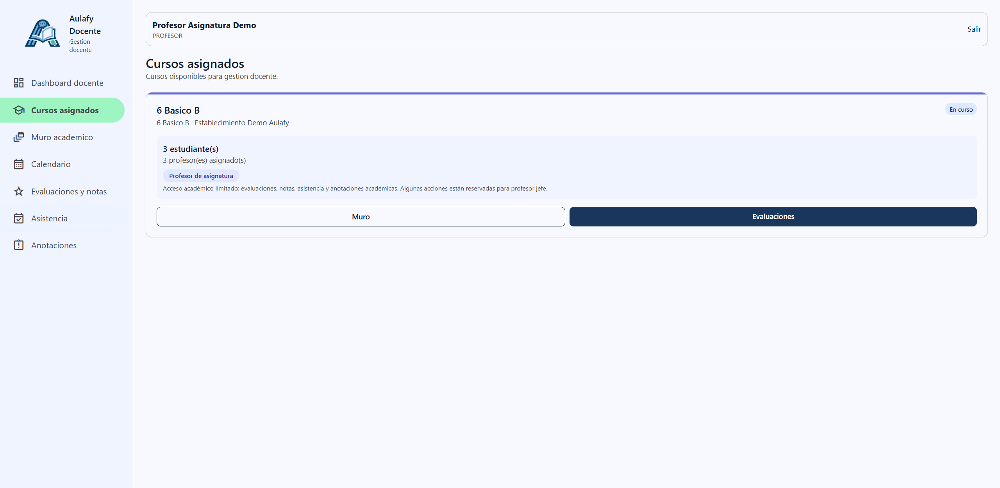 Aulafy
Docente
Gestion
docente
Dashboard docente
Cursos asignados
Muro academico
Calendario
Evaluaciones y notas
Asistencia
Anotaciones
Profesor Asignatura Demo
PROFESOR
Salir
Cursos asignados
Cursos disponibles para gestion docente.
6 Basico B
En curso
6 Basico B · Establecimiento Demo Aulafy
3 estudiante(s)
3 profesor(es) asignado(s)
Profesor de asignatura
Acceso académico limitado: evaluaciones, notas, asistencia y anotaciones académicas. Algunas acciones están reservadas para profesor jefe.
Muro
Evaluaciones